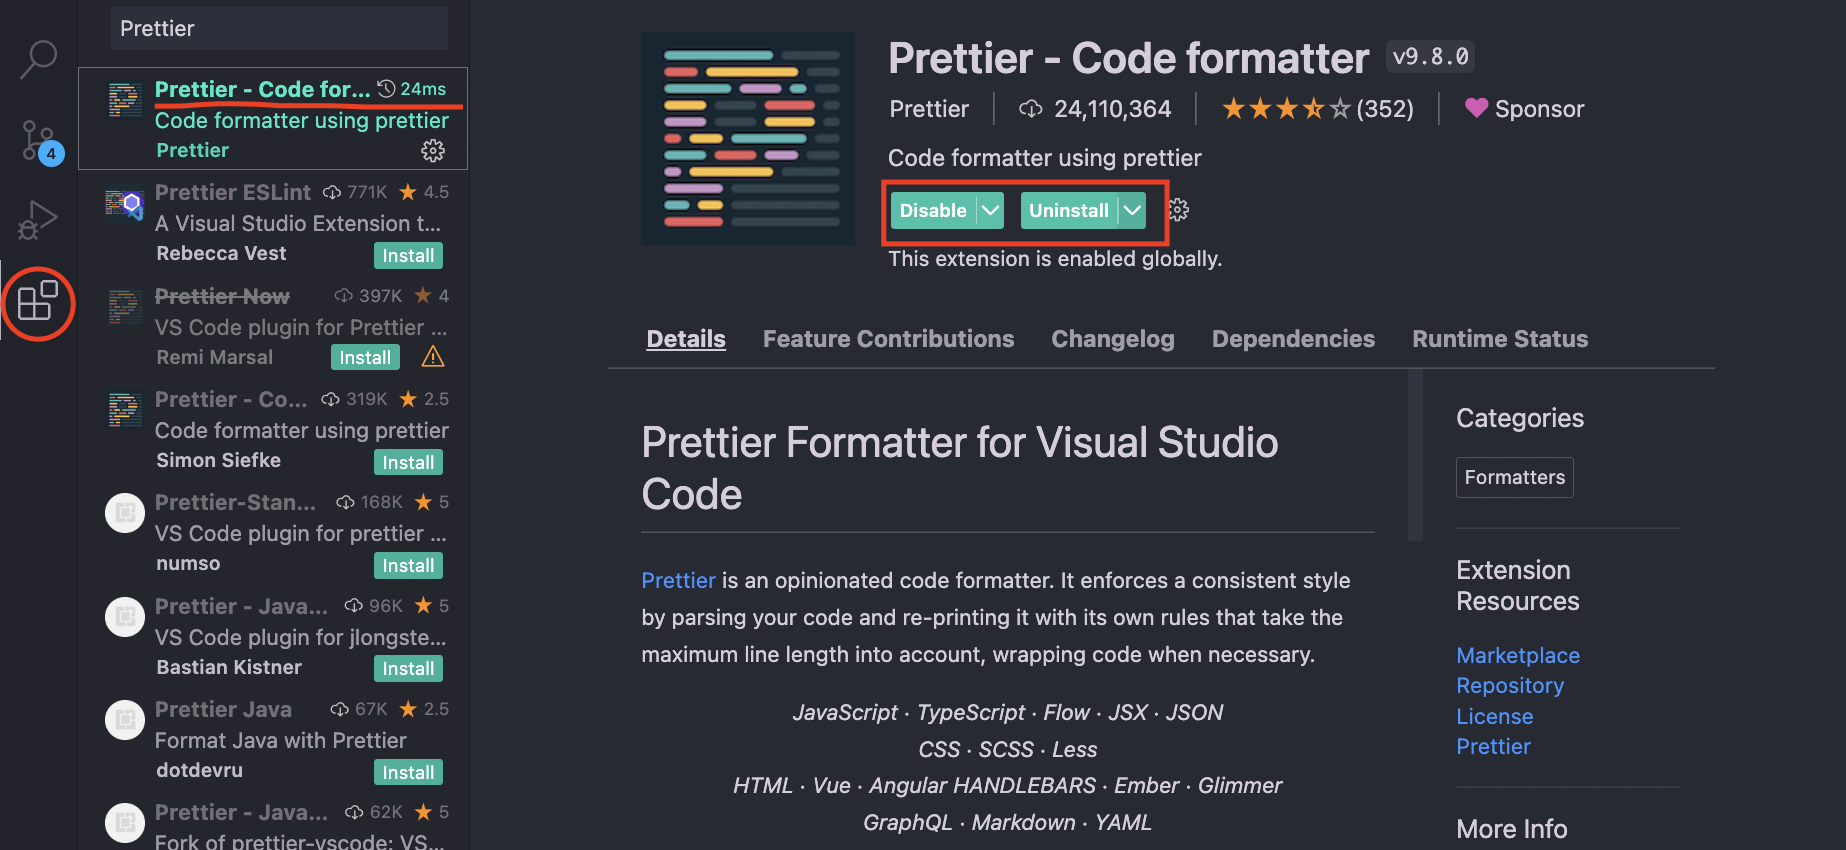 Prettier
Prettier - Code for... 24ms
Code formatter using prettier
Prettier
4
Prettier ESlint 771K 4.5
A Visual Studio Extension t...
Rebecca Vest Install
Prettier Now 397K 4
VS Code plugin for Prettier ...
Remi Marsal Install
Prettier - Co... 319K 2.5
Code formatter using prettier
Simon Siefke Install
Prettier-Stan... 168K 5
VS Code plugin for prettier ...
numso Install
Prettier - Java... 96K 5
VS Code plugin for jlongste...
Bastian Kistner Install
Prettier Java 67K 2.5
Format Java with Prettier
dotdevru Install
Prettier - Java... 62K 5
Fork of prettier-vscode: VS...
Prettier - Code formatter v9.8.0
Prettier 24,110,364 (352) Sponsor
Code formatter using prettier
Disable Uninstall
This extension is enabled globally.
Details Feature Contributions Changelog Dependencies Runtime Status
Prettier Formatter for Visual Studio
Code
Prettier is an opinionated code formatter. It enforces a consistent style
by parsing your code and re-printing it with its own rules that take the
maximum line length into account, wrapping code when necessary.
JavaScript · TypeScript · Flow · JSX · JSON
CSS · SCSS · Less
HTML · Vue · Angular HANDLEBARS · Ember · Glimmer
GraphQL · Markdown · YAML
Categories
Formatters
Extension
Resources
Marketplace
Repository
License
Prettier
More Info